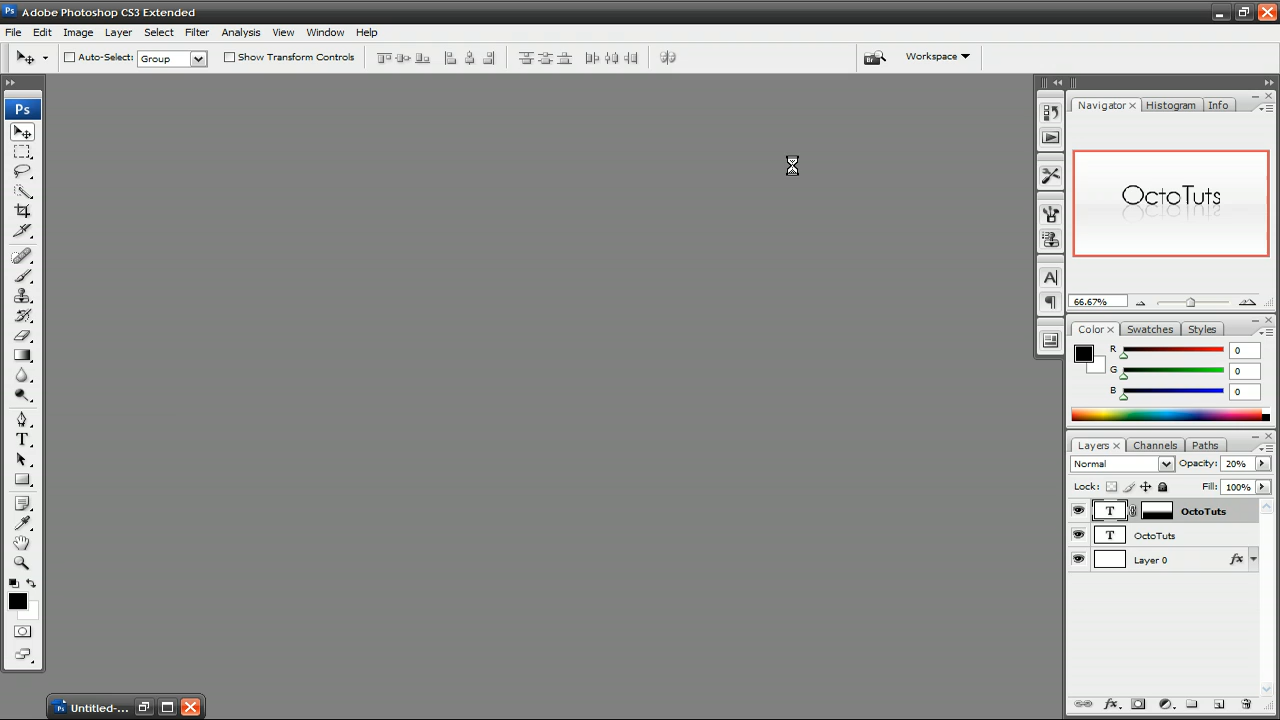 Adobe Photoshop CS3 Extended
File Edit Image Layer Select Filter Analysis View Window Help
Auto-Select: Group Show Transform Controls Workspace
Ps
Navigator Histogram Info
OctoTuts
66.67%
Color Swatches Styles
R 0
G 0
B 0
Layers Channels Paths
Normal Opacity: 20%
Lock: Fill: 100%
T OctoTuts
T OctoTuts
Layer 0 fx
Untitled-...